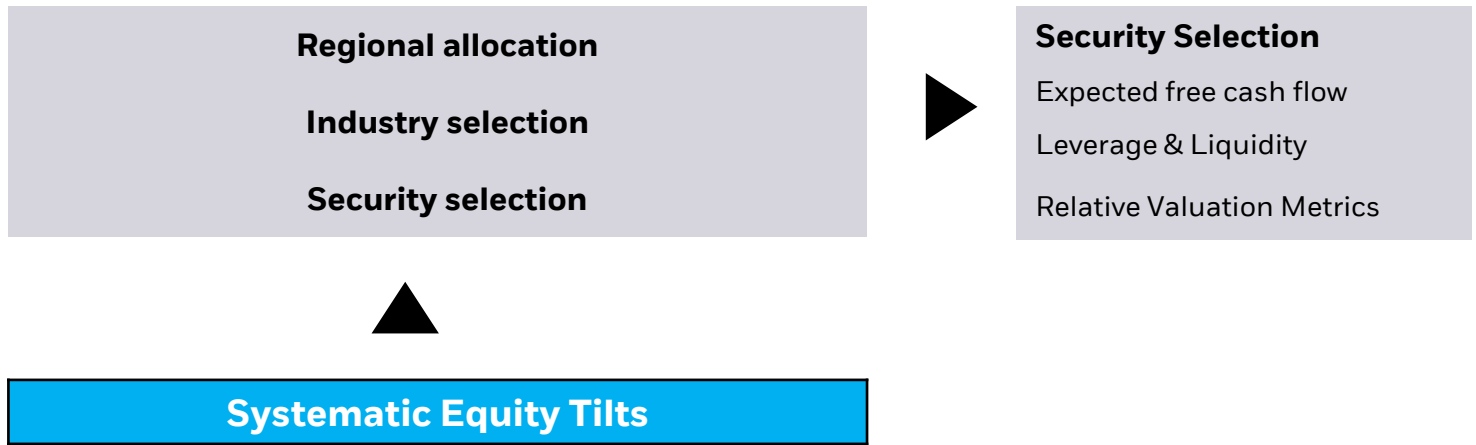 Regional allocation
Industry selection
Security selection
Security Selection
Expected free cash flow
Leverage & Liquidity
Relative Valuation Metrics
Systematic Equity Tilts